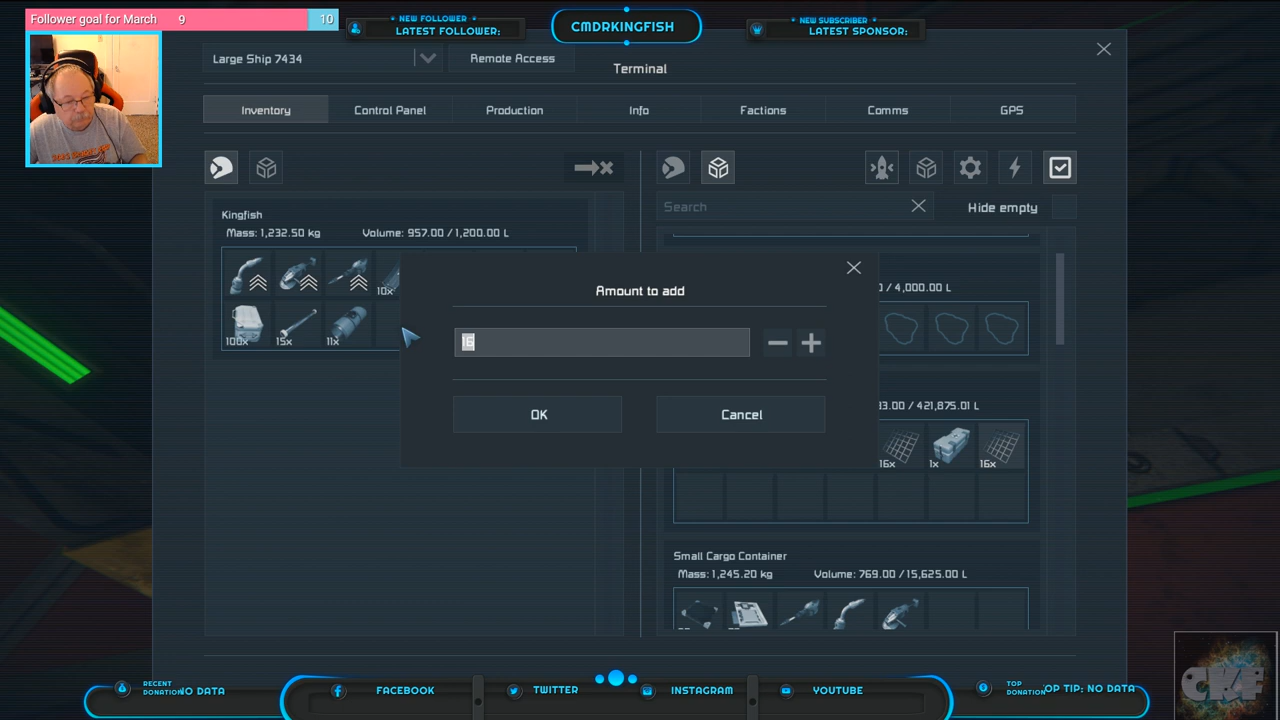 Follower goal for March 9 10
NEW FOLLOWER
LATEST FOLLOWER:
CMDRKINGFISH
NEW SUBSCRIBER
LATEST SPONSOR:
Large Ship 7434
Remote Access
Terminal
Inventory
Control Panel
Production
Info
Factions
Comms
GPS
Search
Hide empty
Kingfish
Mass: 1,232.50 kg Volume: 957.00 / 1,200.00 L
10x
100x 15x 11x
Amount to add
16
OK
Cancel
0 / 4,000.00 L
33.00 / 421,875.01 L
16x 1x 16x
Small Cargo Container
Mass: 1,245.20 kg Volume: 769.00 / 15,625.00 L
RECENT
DONATION NO DATA
FACEBOOK
TWITTER
INSTAGRAM
YOUTUBE
TOP
DONATION
OP TIP: NO DATA
CKF